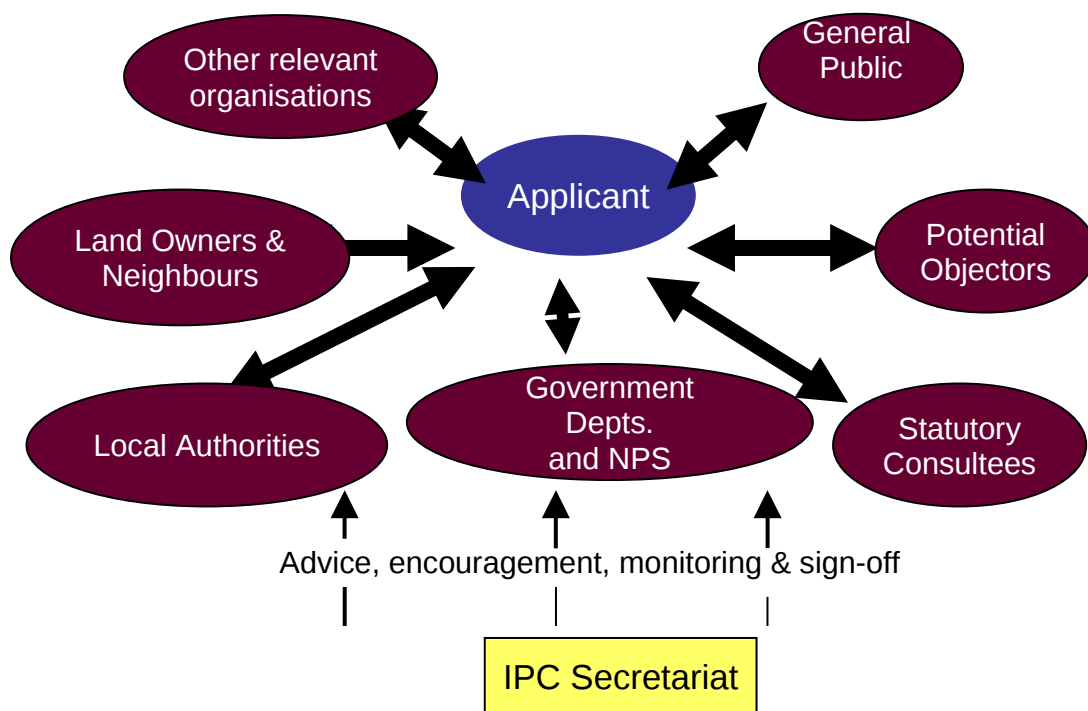 Other relevant
organisations
General
Public
Applicant
Land Owners &
Neighbours
Potential
Objectors
Local Authorities
Government
Depts.
and NPS
Statutory
Consultees
Advice, encouragement, monitoring & sign-off
IPC Secretariat